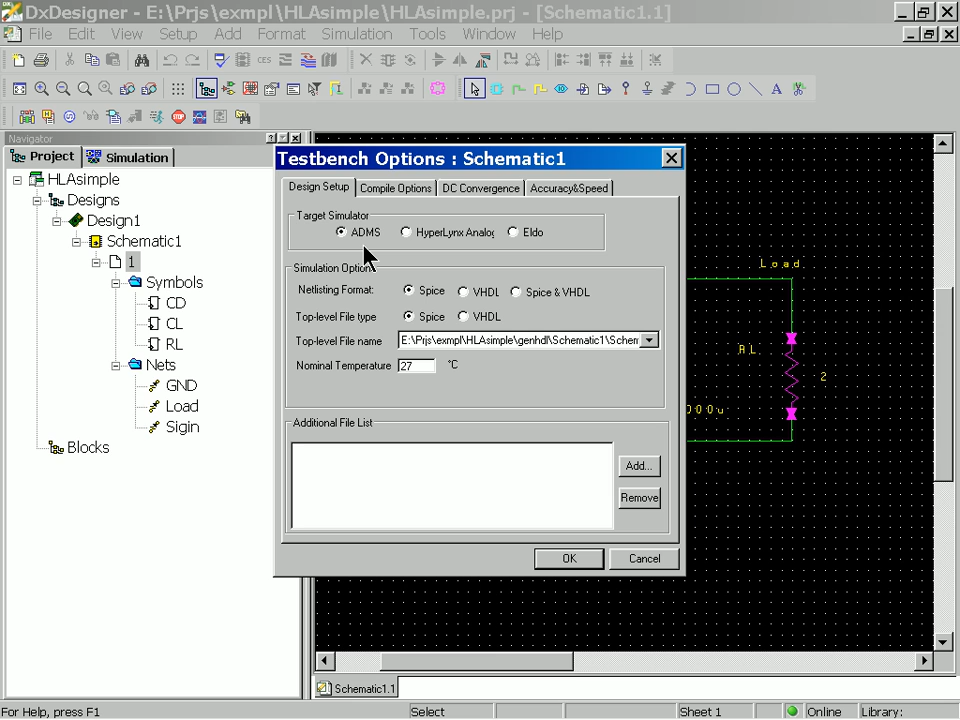 DxDesigner - E:\Prjs\exmpl\HLAsimple\HLAsimple.prj - [Schematic1.1]
File Edit View Setup Add Format Simulation Tools Window Help
CES
STOP
Navigator
Project Simulation
HLAsimple
Designs
Design1
Schematic1
1
Symbols
CD
CL
RL
Nets
GND
Load
Sigin
Blocks
Testbench Options : Schematic1
Design Setup Compile Options DC Convergence Accuracy&Speed
Target Simulator
ADMS HyperLynx Analog Eldo
Simulation Option
Netlisting Format: Spice VHDL Spice & VHDL
Top-level File type Spice VHDL
Top-level File name E:\Prjs\exmpl\HLAsimple\genhdl\Schematic1\Schem
Nominal Temperature 27 °C
Additional File List
Add...
Remove
OK Cancel
Load
RL
2
000u
Schematic1.1
For Help, press F1 Select Sheet 1 Online Library: